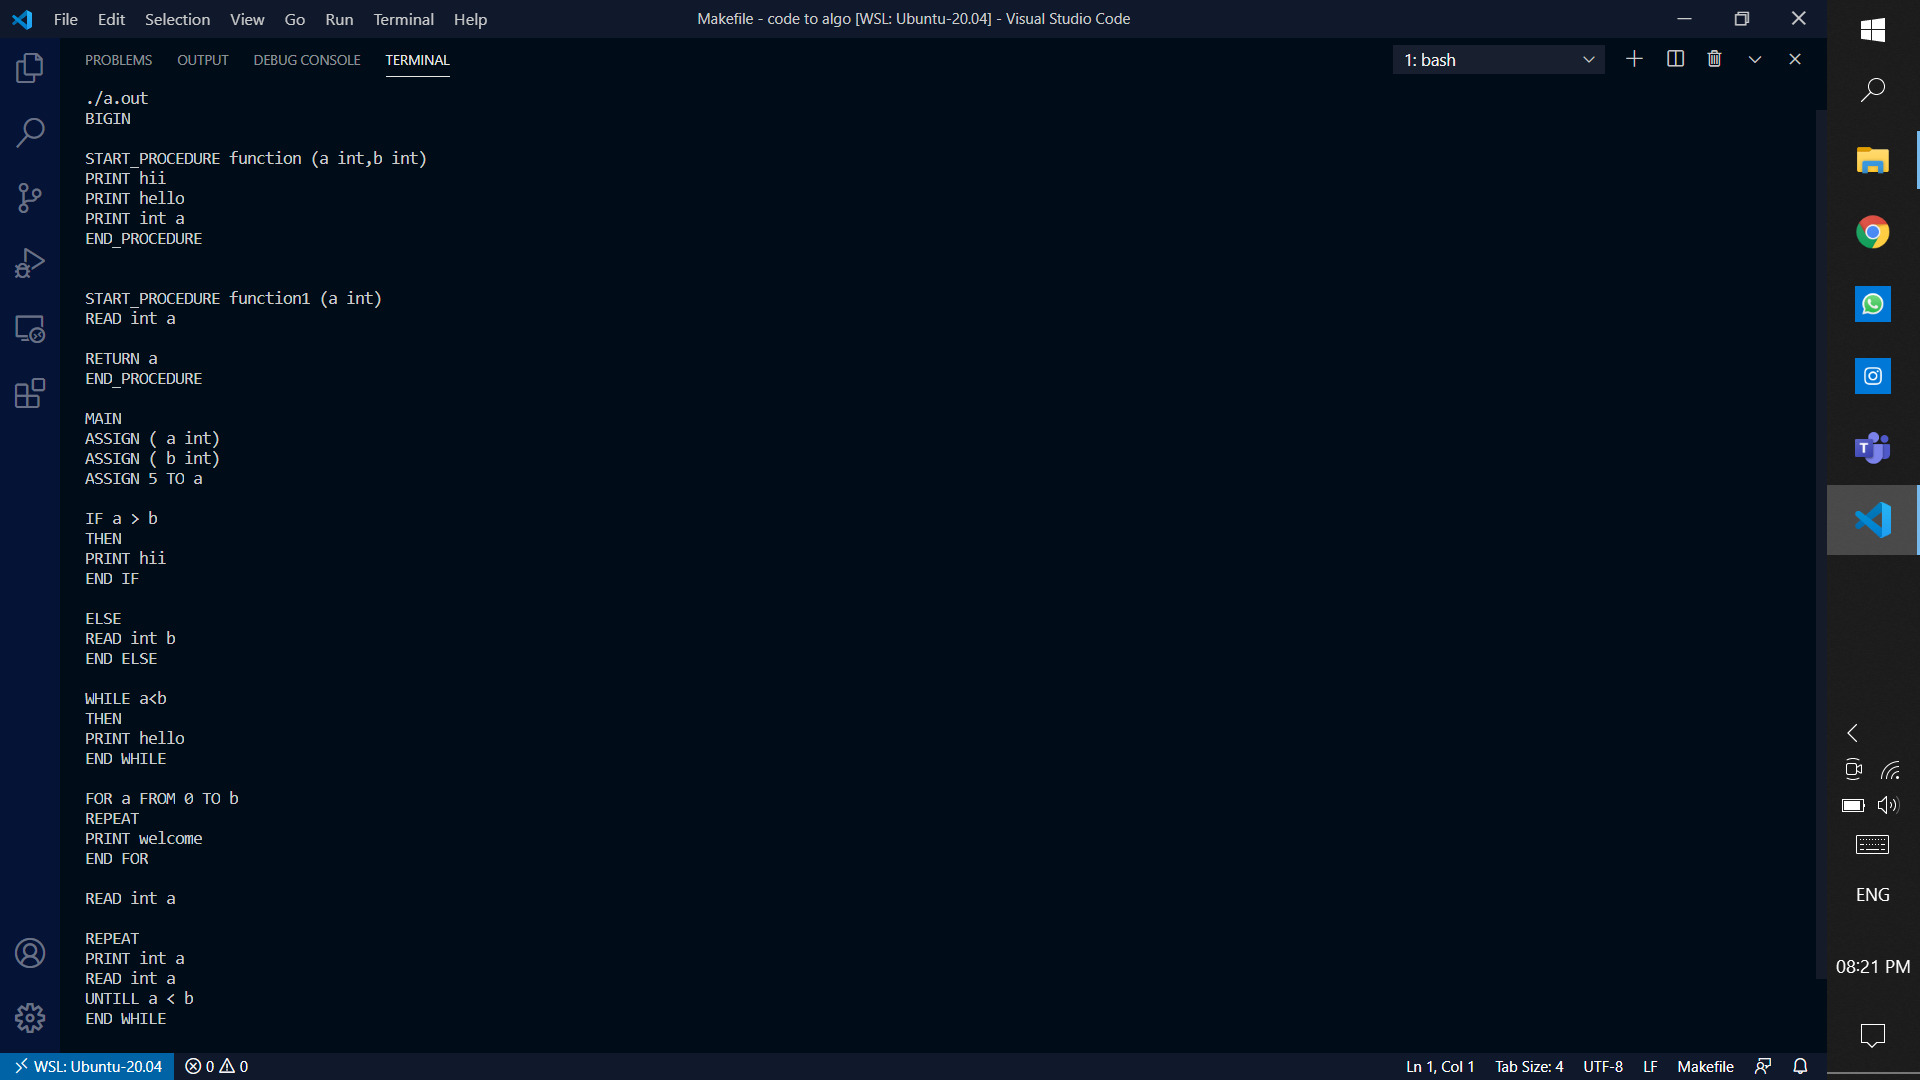 File Edit Selection View Go Run Terminal Help
Makefile - code to algo [WSL: Ubuntu-20.04] - Visual Studio Code
PROBLEMS OUTPUT DEBUG CONSOLE TERMINAL
1: bash
./a.out
BIGIN
START_PROCEDURE function (a int,b int)
PRINT hii
PRINT hello
PRINT int a
END_PROCEDURE
START_PROCEDURE function1 (a int)
READ int a
RETURN a
END_PROCEDURE
MAIN
ASSIGN ( a int)
ASSIGN ( b int)
ASSIGN 5 TO a
IF a > b
THEN
PRINT hii
END IF
ELSE
READ int b
END ELSE
WHILE a<b
THEN
PRINT hello
END WHILE
FOR a FROM 0 TO b
REPEAT
PRINT welcome
END FOR
READ int a
REPEAT
PRINT int a
READ int a
UNTILL a < b
END WHILE
WSL: Ubuntu-20.04 0 0
Ln 1, Col 1 Tab Size: 4 UTF-8 LF Makefile
T
ENG
08:21 PM